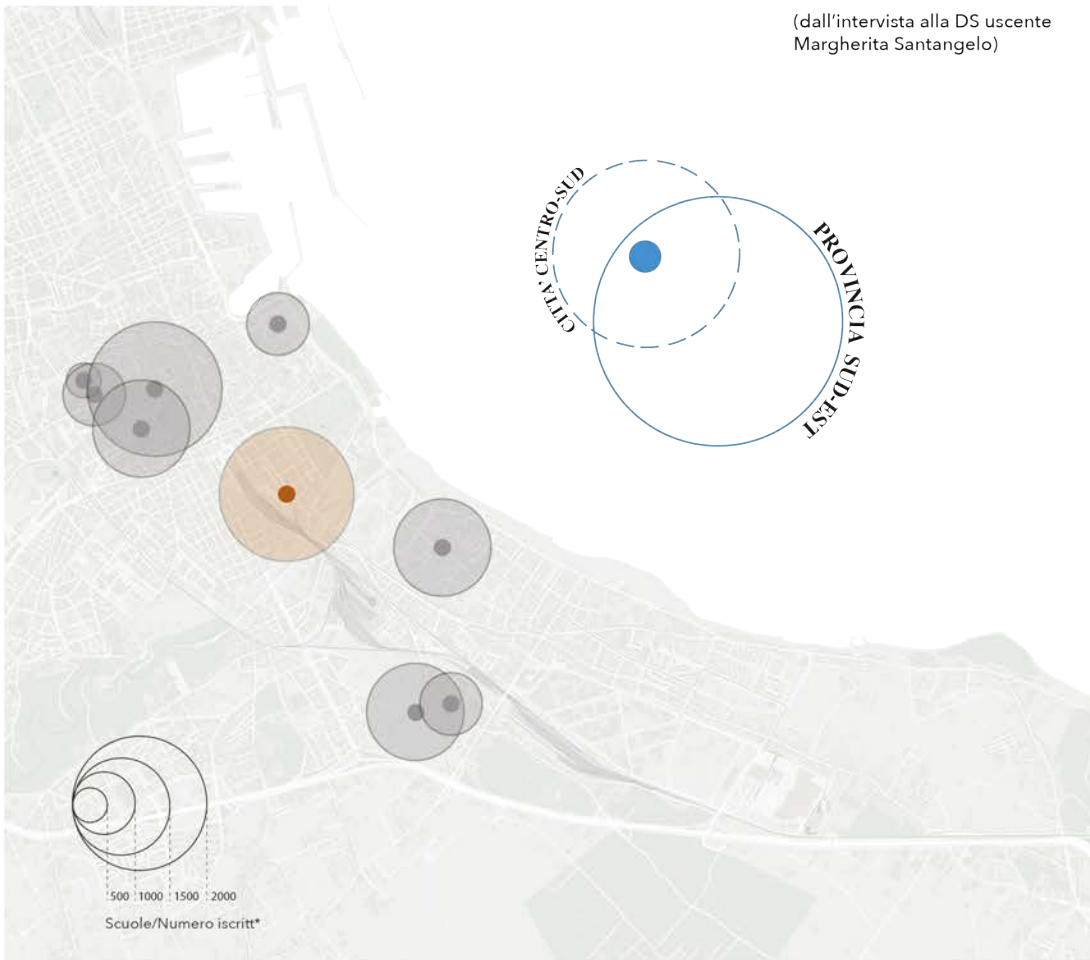 (dall'intervista alla DS uscente
Margherita Santangelo)
CITTA' CENTRO-SUD
PROVINCIA SUD-EST
500 1000 1500 2000
Scuole/Numero iscritt*